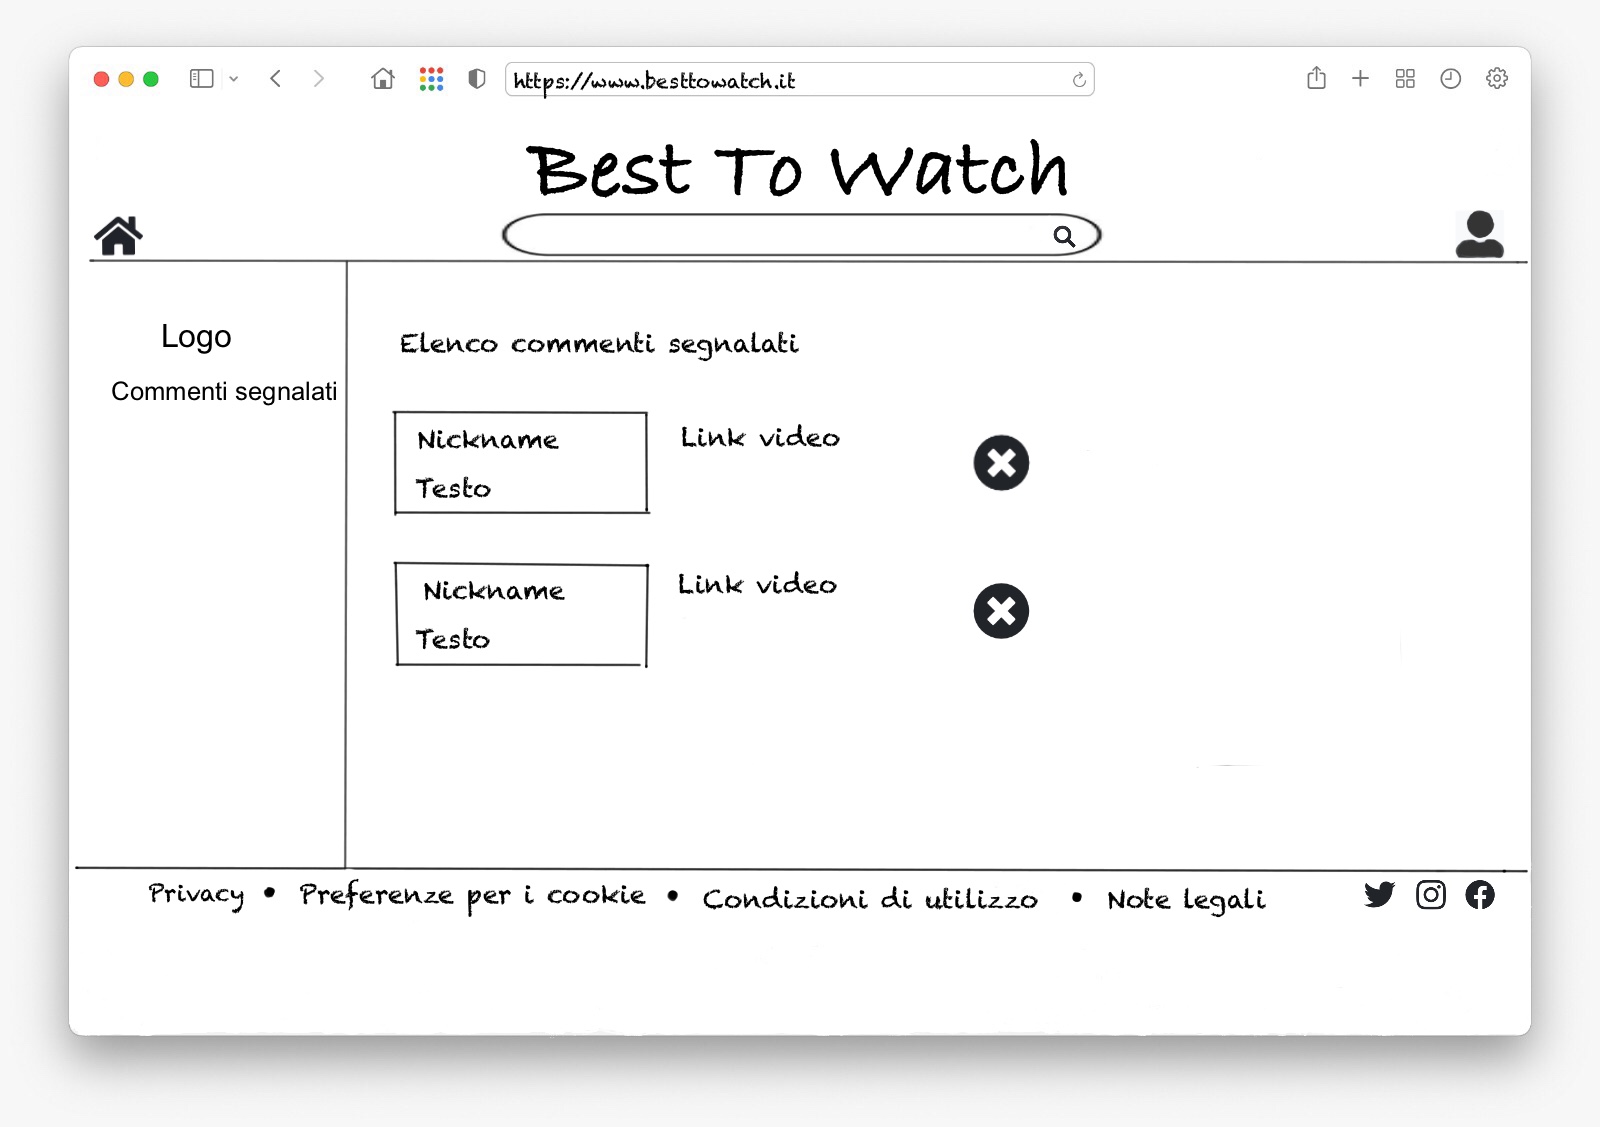 https://www.besttowatch.it
Best To Watch
Logo
Commenti segnalati
Elenco commenti segnalati
Nickname
Testo
Link video
Nickname
Testo
Link video
Privacy • Preferenze per i cookie • Condizioni di utilizzo • Note legali